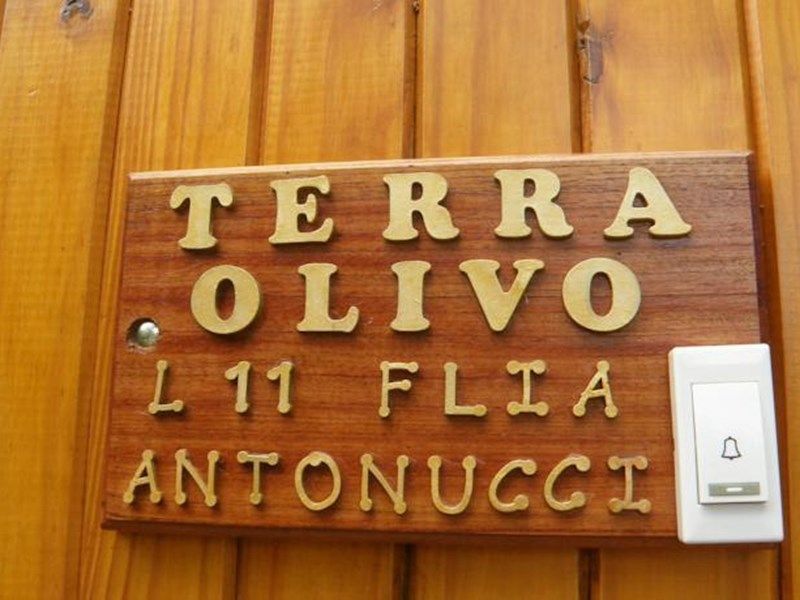 TERRA
OLIVO
L 11 FLIA
ANTONUCCI